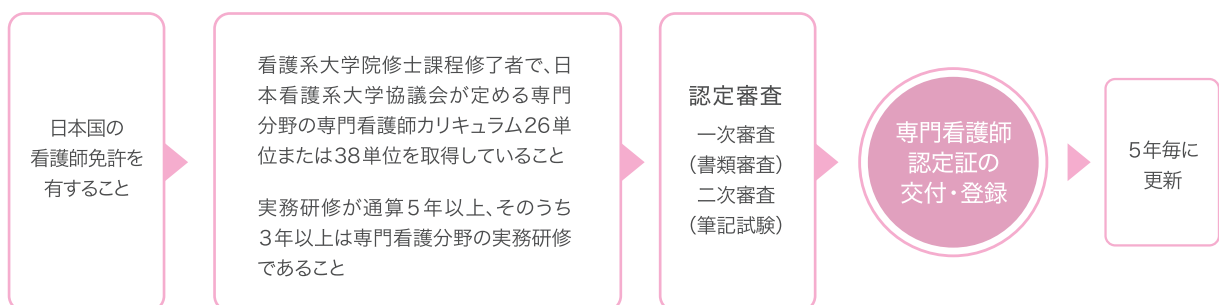 日本国の
看護師免許を
有すること
看護系大学院修士課程修了者で、日
本看護系大学協議会が定める専門
分野の専門看護師カリキュラム26単
位または38単位を取得していること
実務研修が通算5年以上、そのうち
3年以上は専門看護分野の実務研修
であること
認定審査
一次審査
(書類審査)
二次審査
(筆記試験)
専門看護師
認定証の
交付・登録
5年毎に
更新